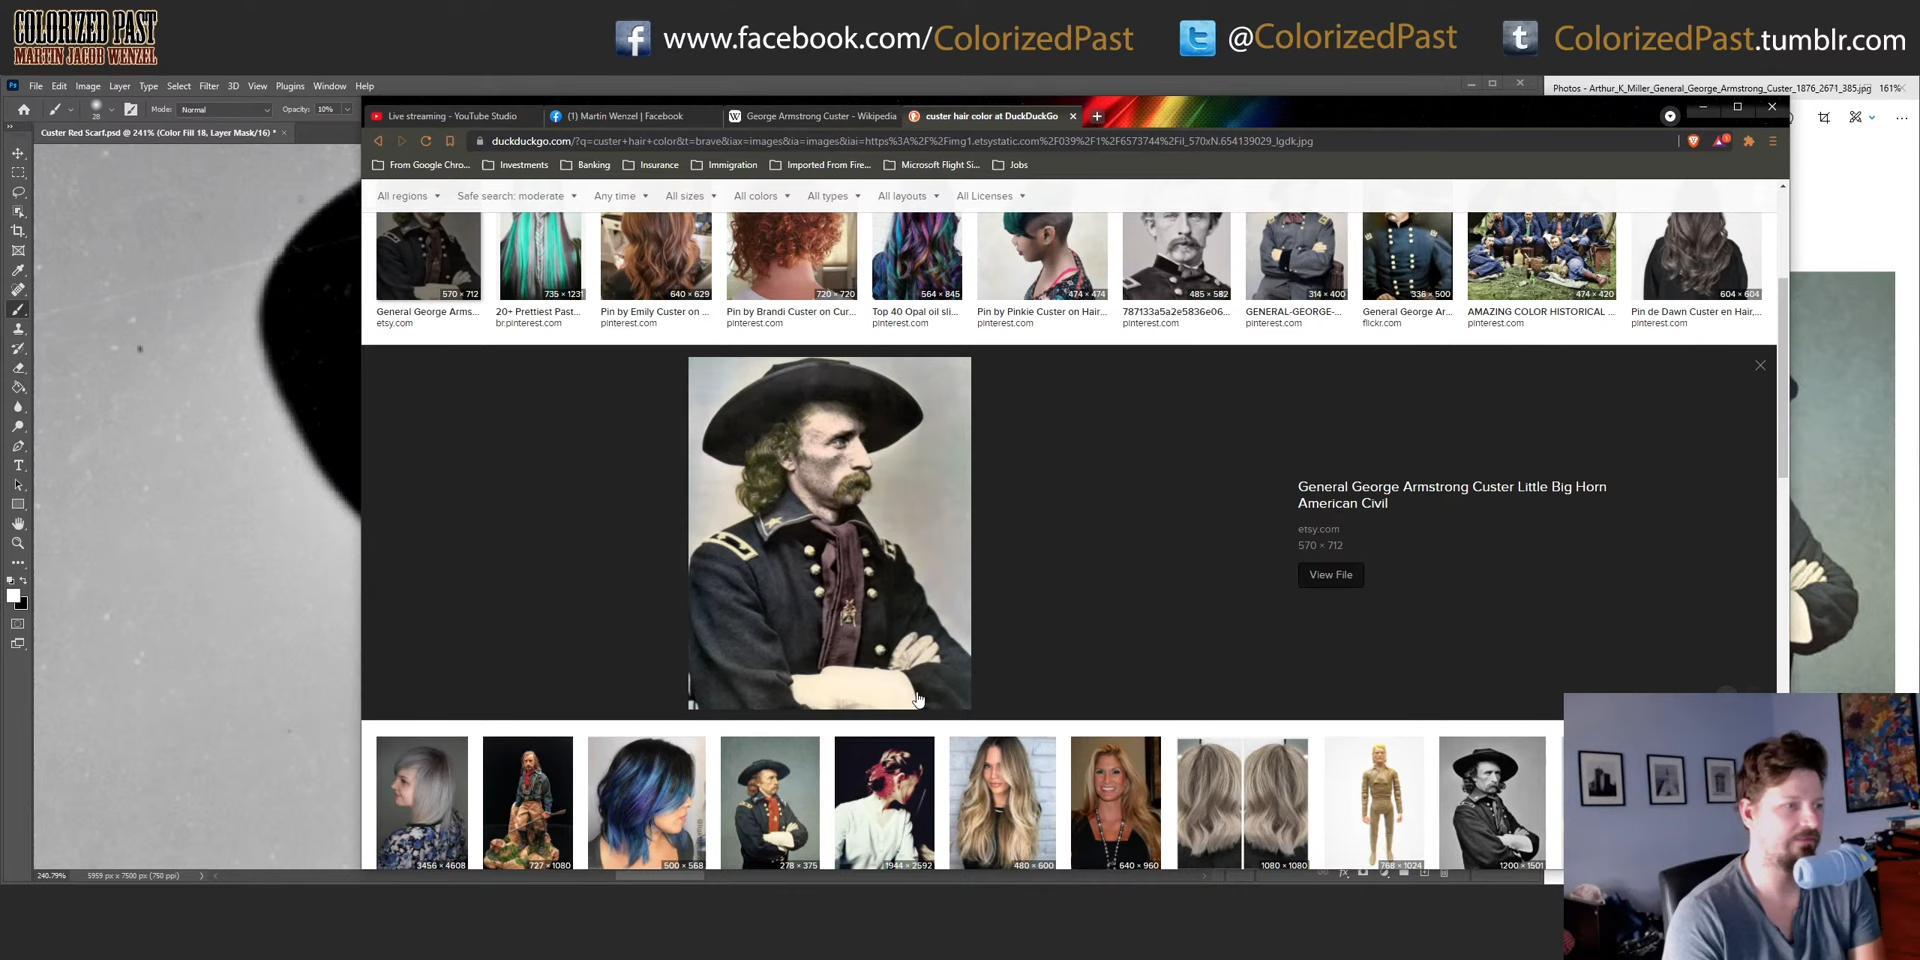 COLORIZED PAST
MARTIN JACOB WENZEL
www.facebook.com/ColorizedPast
@ColorizedPast
ColorizedPast.tumblr.com
File Edit Image Layer Type Select Filter 3D View Plugins Window Help
Photos - Arthur_K_Miller_General_George_Armstrong_Custer_1876_2671_385.jpg 161%
Mode: Normal Opacity: 10%
28
Custer Red Scarf.psd @ 241% (Color Fill 18, Layer Mask/16) *
Live streaming - YouTube Studio
(1) Martin Wenzel | Facebook
George Armstrong Custer - Wikipedia
custer hair color at DuckDuckGo
duckduckgo.com/?q=custer+hair+color&t=brave&iax=images&ia=images&iai=https%3A%2F%2Fimg1.etsystatic.com%2F039%2F1%2F6573744%2Fil_570xN.654139029_lgdk.jpg
From Google Chro... Investments Banking Insurance Immigration Imported From Fire... Microsoft Flight Si... Jobs
All regions Safe search: moderate Any time All sizes All colors All types All layouts All Licenses
570 × 712 735 × 1231 640 × 629 720 × 720 564 × 845 474 × 474 485 × 582 314 × 400 336 × 500 474 × 420 604 × 604
General George Arms... 20+ Prettiest Past... Pin by Emily Custer on ... Pin by Brandi Custer on Cur... Top 40 Opal oil sli... Pin by Pinkie Custer on Hair... 787133a5a2e5836e06... GENERAL-GEORGE-... General George Ar... AMAZING COLOR HISTORICAL ... Pin de Dawn Custer en Hair,...
etsy.com br.pinterest.com pinterest.com pinterest.com pinterest.com pinterest.com pinterest.com pinterest.com flickr.com pinterest.com pinterest.com
General George Armstrong Custer Little Big Horn
American Civil
etsy.com
570 × 712
View File
3456 × 4608 727 × 1080 500 × 568 278 × 375 1944 × 2592 480 × 600 640 × 960 1080 × 1080 768 × 1024 1200 × 1501
240.79% 5959 px x 7500 px (750 ppi)